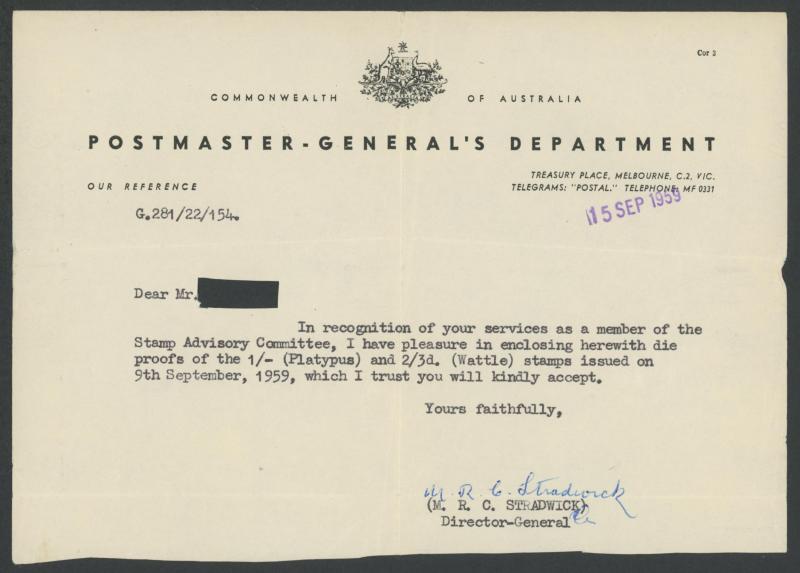 Cor 2
COMMONWEALTH OF AUSTRALIA
POSTMASTER-GENERAL'S DEPARTMENT
TREASURY PLACE, MELBOURNE, C.2, VIC.
OUR REFERENCE
TELEGRAMS: "POSTAL." TELEPHONE: MF 0331
G.281/22/154.
15 SEP 1959
Dear Mr.
In recognition of your services as a member of the
Stamp Advisory Committee, I have pleasure in enclosing herewith die
proofs of the 1/- (Platypus) and 2/3d. (Wattle) stamps issued on
9th September, 1959, which I trust you will kindly accept.
Yours faithfully,
M. R. C. Stradwick
(M. R. C. STRADWICK)
Director-General